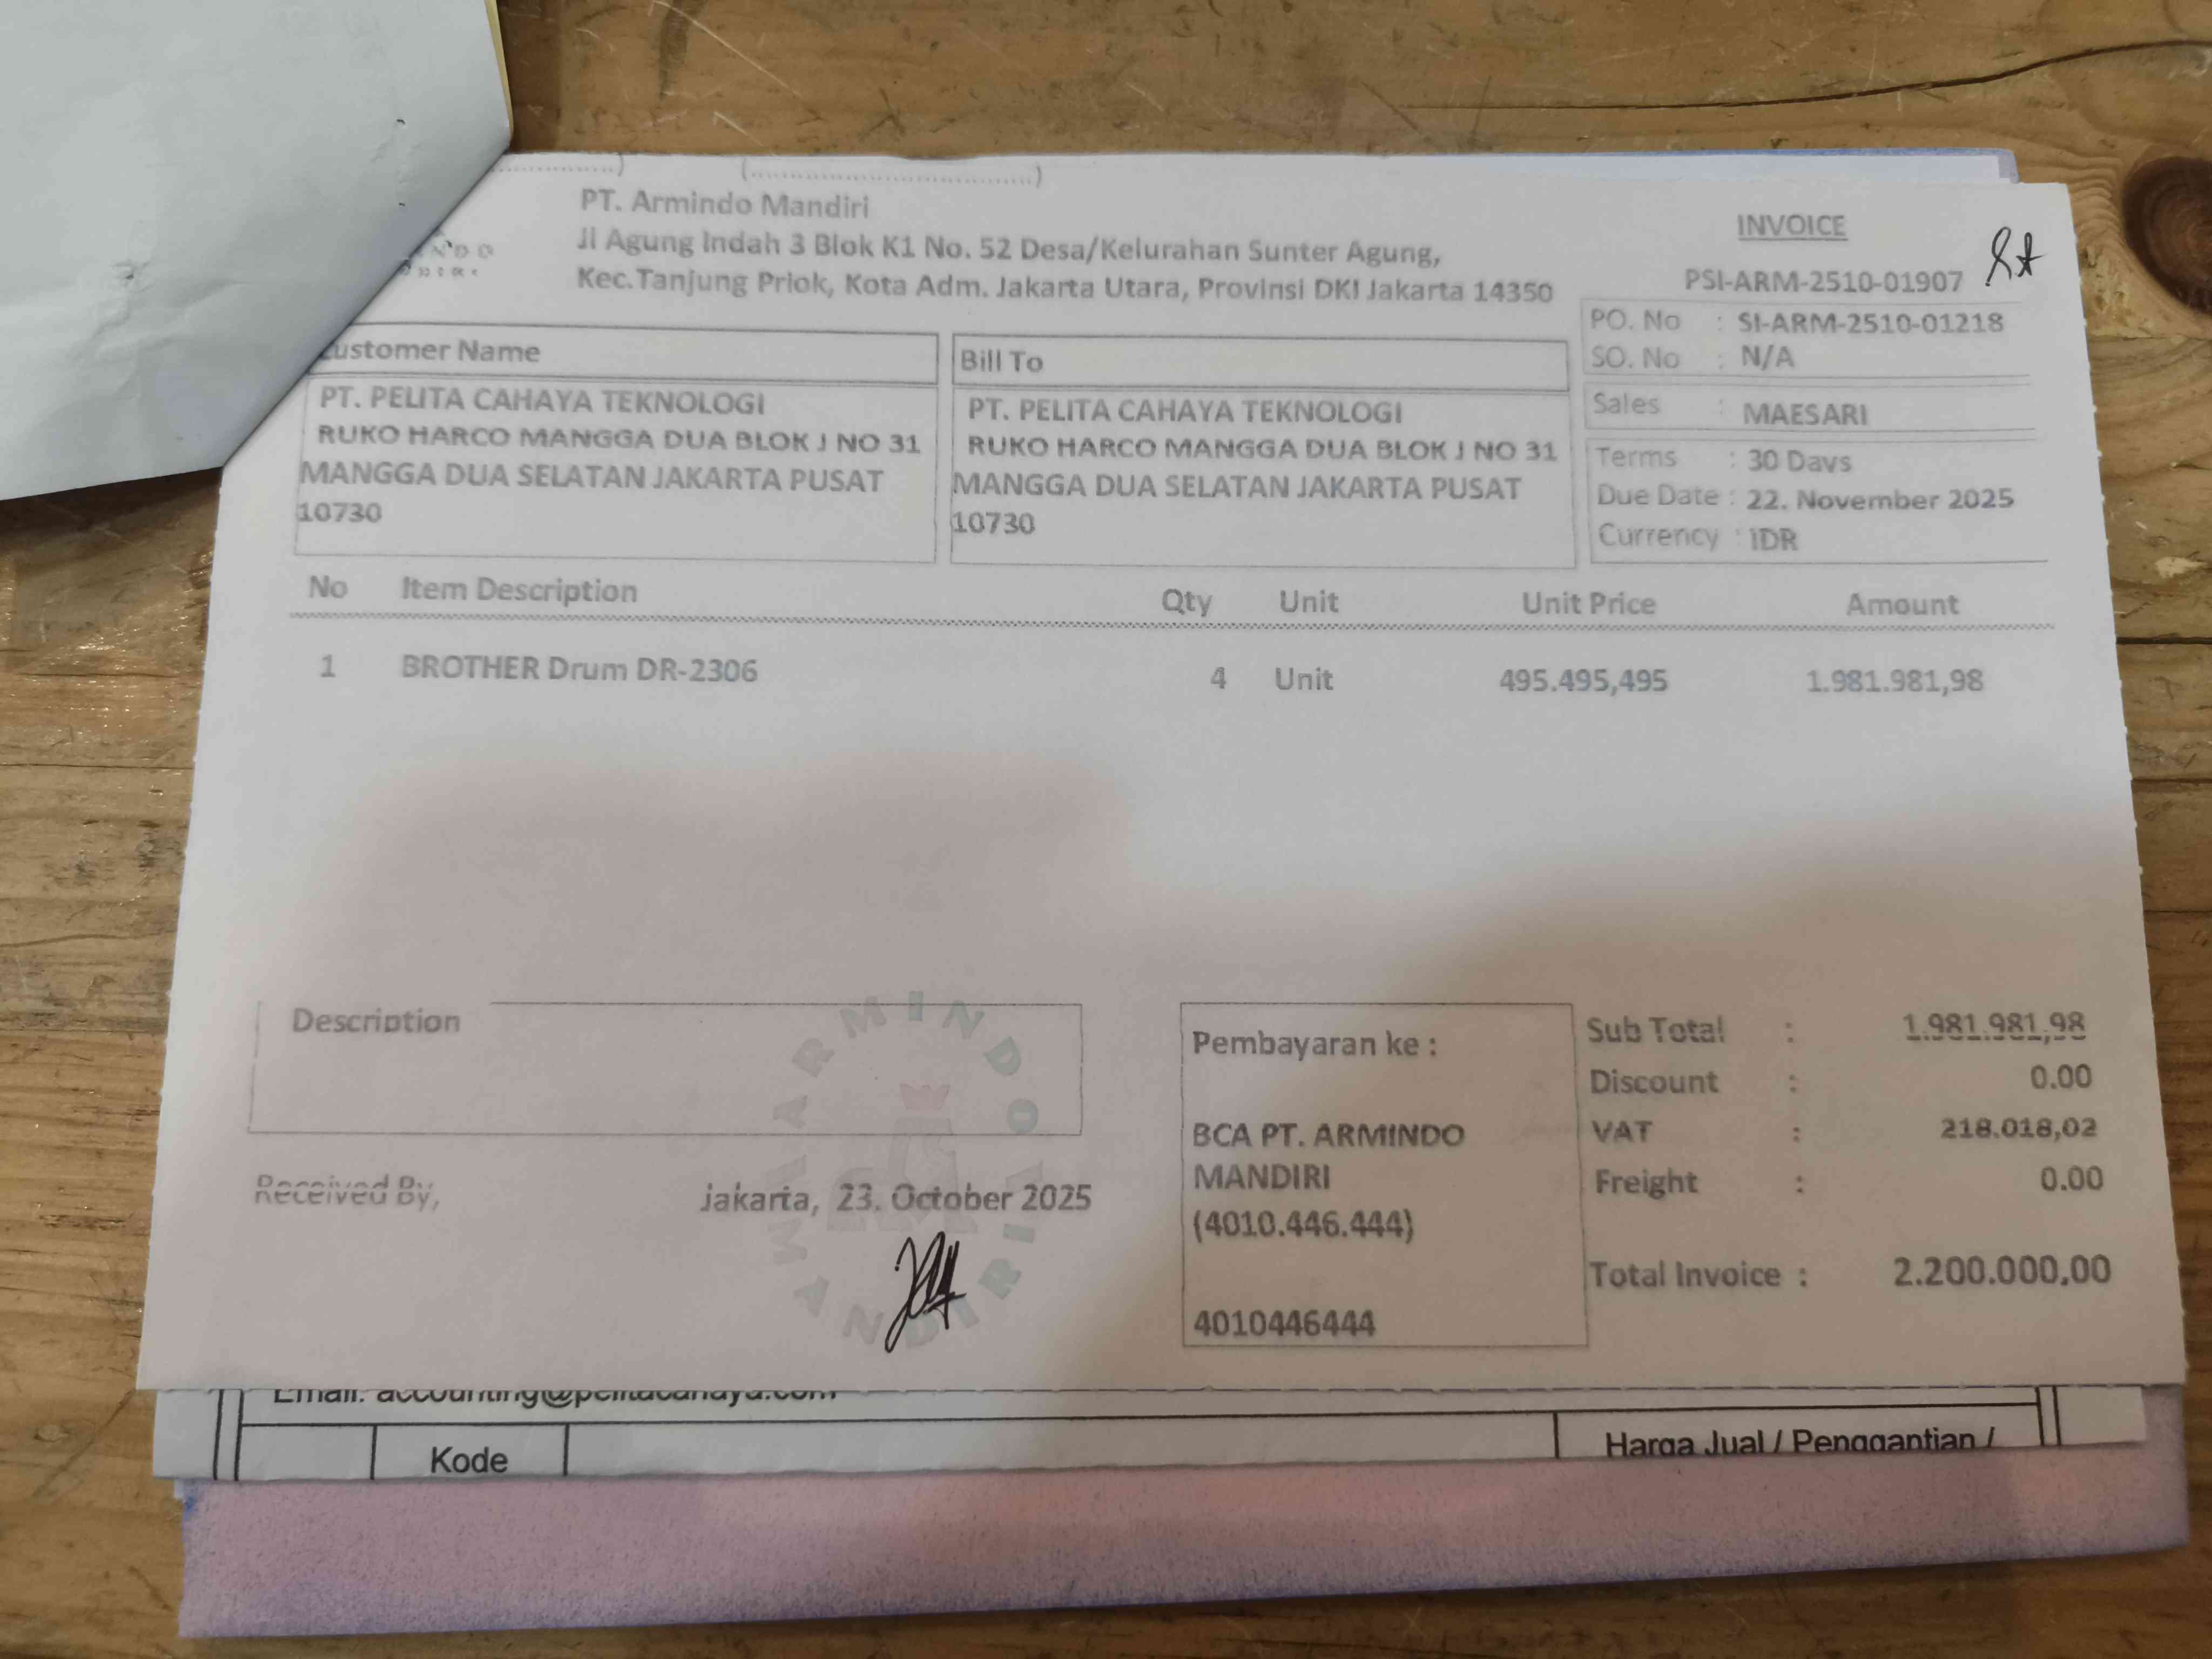 PT. Armindo Mandiri
Jl Agung Indah 3 Blok K1 No. 52 Desa/Kelurahan Sunter Agung,
Kec.Tanjung Priok, Kota Adm. Jakarta Utara, Provinsi DKI Jakarta 14350
INVOICE
PSI-ARM-2510-01907
PO. No : SI-ARM-2510-01218
SO. No : N/A
Sales : MAESARI
Terms : 30 Days
Due Date : 22. November 2025
Currency : IDR
Customer Name
PT. PELITA CAHAYA TEKNOLOGI
RUKO HARCO MANGGA DUA BLOK J NO 31
MANGGA DUA SELATAN JAKARTA PUSAT
10730
Bill To
PT. PELITA CAHAYA TEKNOLOGI
RUKO HARCO MANGGA DUA BLOK J NO 31
MANGGA DUA SELATAN JAKARTA PUSAT
10730
No Item Description Qty Unit Unit Price Amount
1 BROTHER Drum DR-2306 4 Unit 495.495,495 1.981.981,98
Description
Received By,
Jakarta, 23. October 2025
ARMINDO MANDIRI
Pembayaran ke :
BCA PT. ARMINDO
MANDIRI
(4010.446.444)
4010446444
Sub Total : 1.981.981,98
Discount : 0.00
VAT : 218.018,02
Freight : 0.00
Total Invoice : 2.200.000,00
Email: accounting@pelitacahaya.com
Kode
Harga Jual / Penggantian /